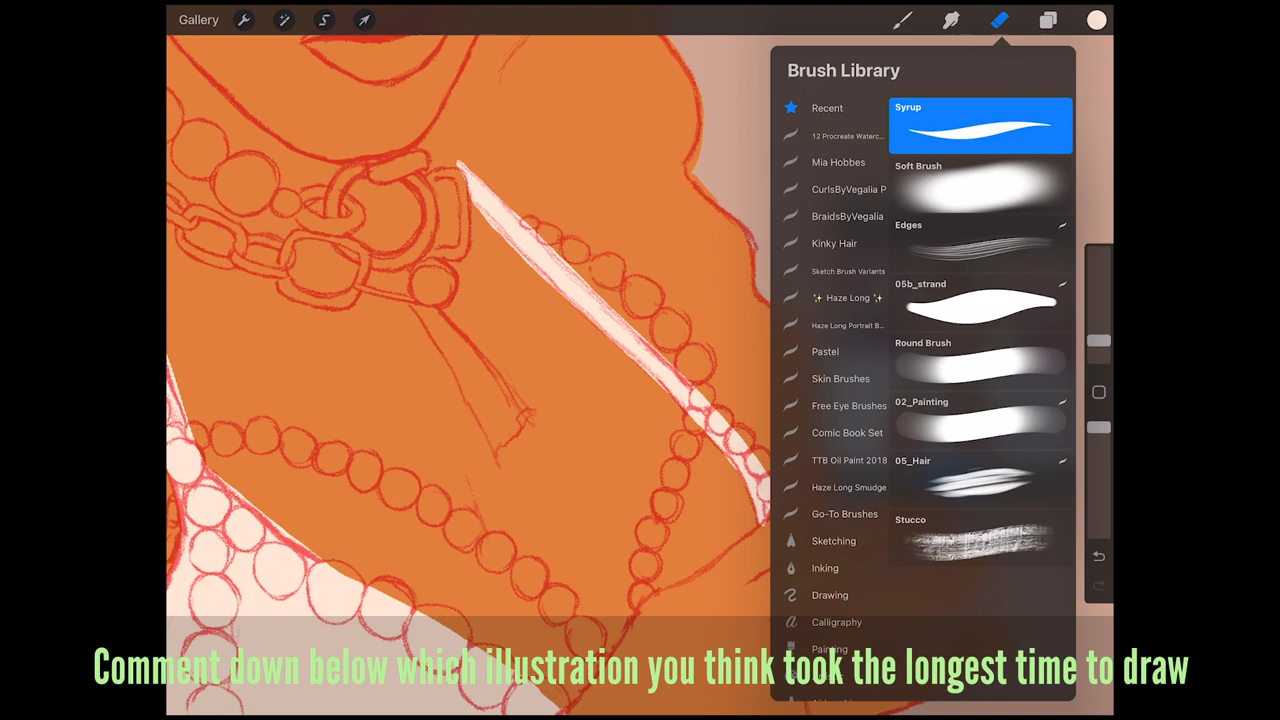 Gallery
Brush Library
Recent
12 Procreate Waterc...
Mia Hobbes
CurlsByVegalia P
BraidsByVegalia
Kinky Hair
Sketch Brush Variants
✨ Haze Long ✨
Haze Long Portrait B...
Pastel
Skin Brushes
Free Eye Brushes
Comic Book Set
TTB Oil Paint 2018
Haze Long Smudge
Go-To Brushes
Sketching
Inking
Drawing
Calligraphy
Painting
Syrup
Soft Brush
Edges
05b_strand
Round Brush
02_Painting
05_Hair
Stucco
Comment down below which illustration you think took the longest time to draw